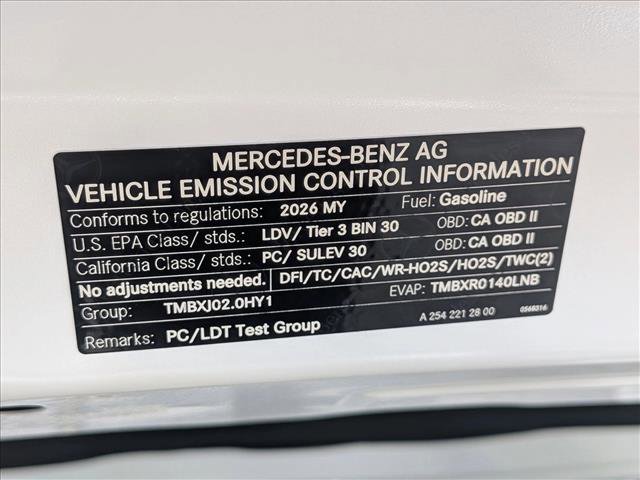 MERCEDES-BENZ AG
VEHICLE EMISSION CONTROL INFORMATION
Conforms to regulations: 2026 MY Fuel: Gasoline
U.S. EPA Class/ stds.: LDV/ Tier 3 BIN 30 OBD: CA OBD II
California Class/ stds.: PC/ SULEV 30 OBD: CA OBD II
No adjustments needed. DFI/TC/CAC/WR-HO2S/HO2S/TWC(2)
Group: TMBXJ02.0HY1 EVAP: TMBXR0140LNB
Remarks: PC/LDT Test Group A 254 221 28 00 0568316